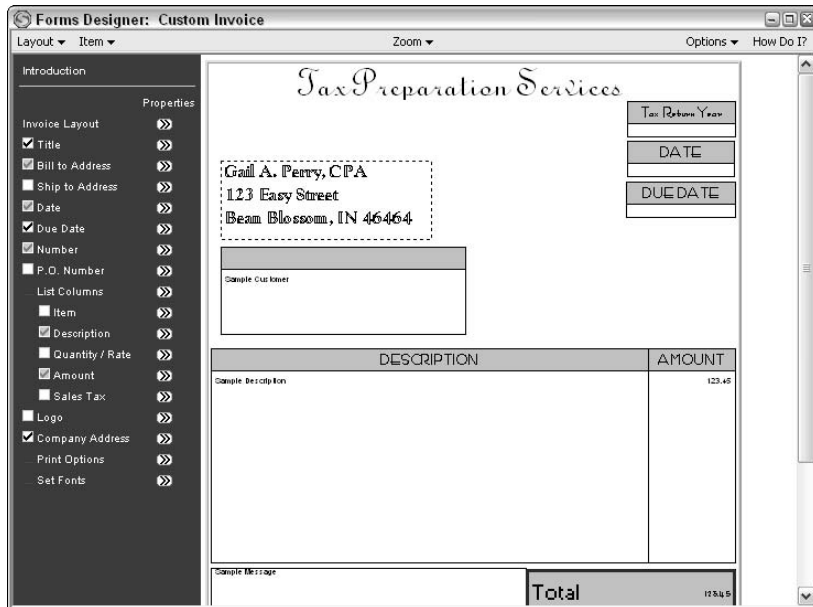 Forms Designer: Custom Invoice
Layout Item Zoom Options How Do I?
Introduction
Properties
Invoice Layout
Title
Bill to Address
Ship to Address
Date
Due Date
Number
P.O. Number
List Columns
Item
Description
Quantity / Rate
Amount
Sales Tax
Logo
Company Address
Print Options
Set Fonts
Tax Preparation Services
Tax Return Year
DATE
DUE DATE
Gail A. Perry, CPA
123 Easy Street
Beam Blossom, IN 46464
Sample Customer
DESCRIPTION AMOUNT
Sample Description 123.45
Sample Message
Total 123.45